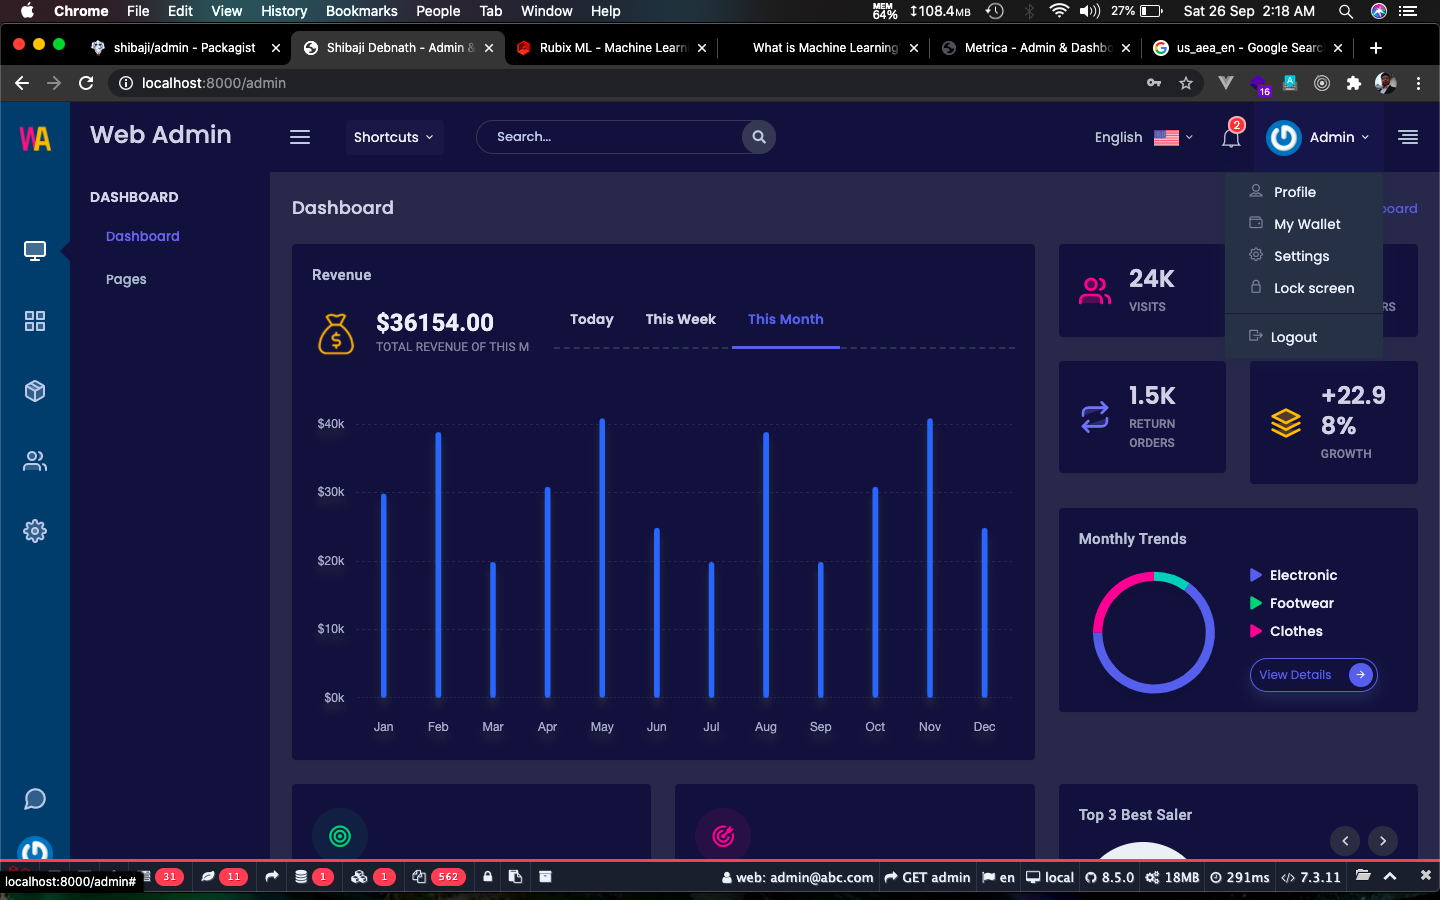 Chrome File Edit View History Bookmarks People Tab Window Help
MEM 64% 108.4MB 27% Sat 26 Sep 2:18 AM
shibaji/admin - Packagist
Shibaji Debnath - Admin &
Rubix ML - Machine Learni
What is Machine Learning
Metrica - Admin & Dashbo
us_aea_en - Google Searc
localhost:8000/admin
16
WA
Web Admin
Shortcuts
Search...
English
2
Admin
DASHBOARD
Dashboard
Pages
Dashboard
board
Profile
My Wallet
Settings
Lock screen
Logout
Revenue
$36154.00
TOTAL REVENUE OF THIS M
Today
This Week
This Month
$40k
$30k
$20k
$10k
$0k
Jan Feb Mar Apr May Jun Jul Aug Sep Oct Nov Dec
24K
VISITS
RS
1.5K
RETURN
ORDERS
+22.9
8%
GROWTH
Monthly Trends
Electronic
Footwear
Clothes
View Details
Top 3 Best Saler
localhost:8000/admin#
31 11 1 1 562
web: admin@abc.com GET admin en local 8.5.0 18MB 291ms 7.3.11